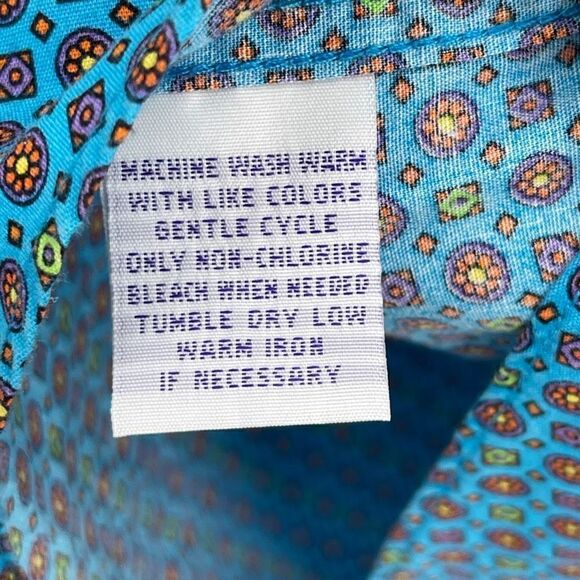 MACHINE WASH WARM
WITH LIKE COLORS
GENTLE CYCLE
ONLY NON-CHLORINE
BLEACH WHEN NEEDED
TUMBLE DRY LOW
WARM IRON
IF NECESSARY